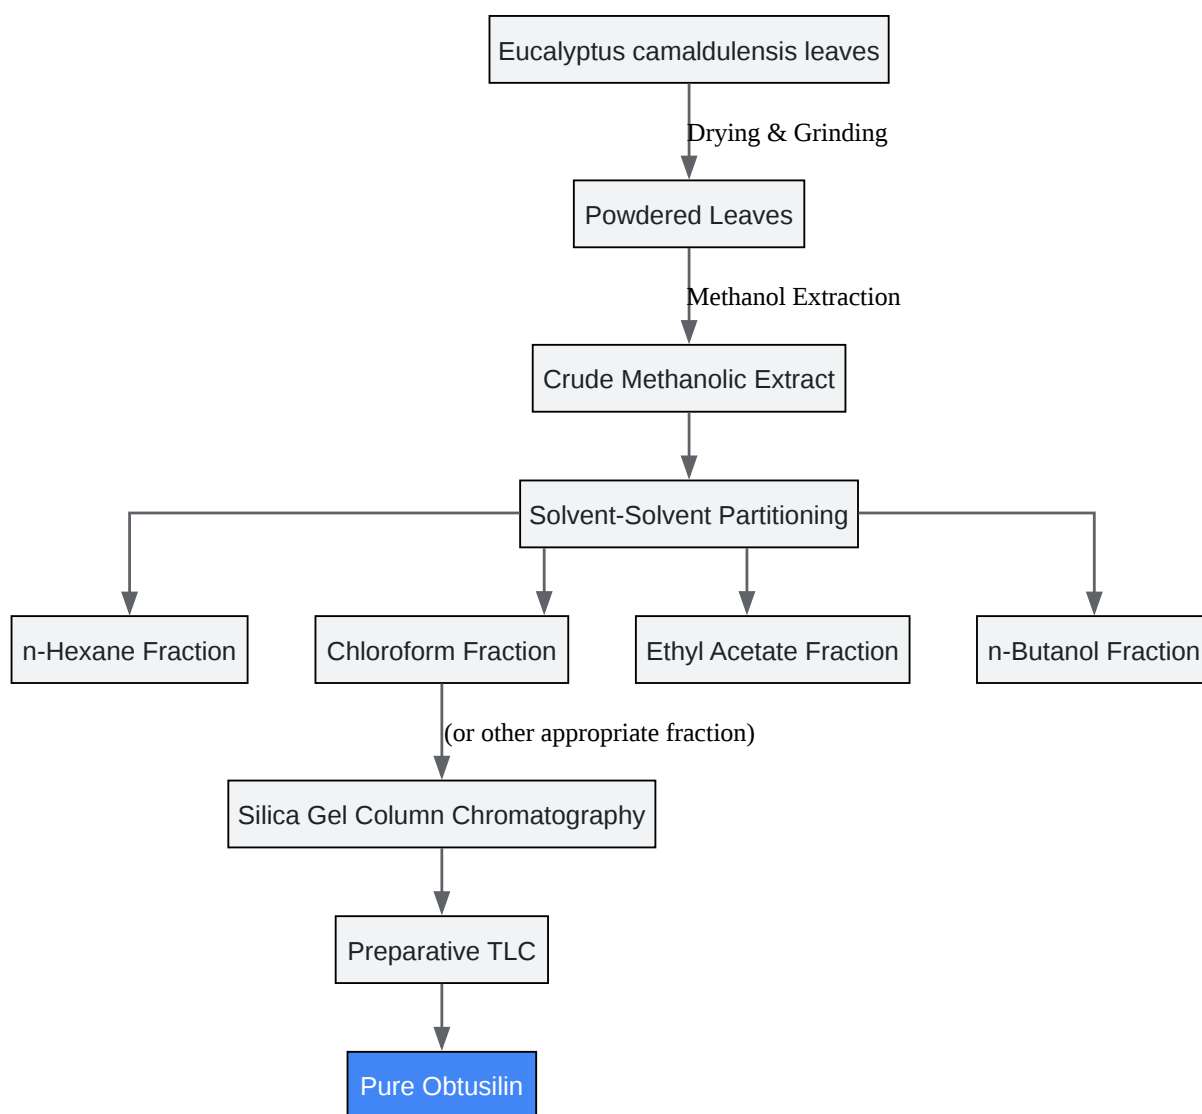 Eucalyptus camaldulensis leaves
Drying & Grinding
Powdered Leaves
Methanol Extraction
Crude Methanolic Extract
Solvent-Solvent Partitioning
n-Hexane Fraction
Chloroform Fraction
Ethyl Acetate Fraction
n-Butanol Fraction
(or other appropriate fraction)
Silica Gel Column Chromatography
Preparative TLC
Pure Obtusilin